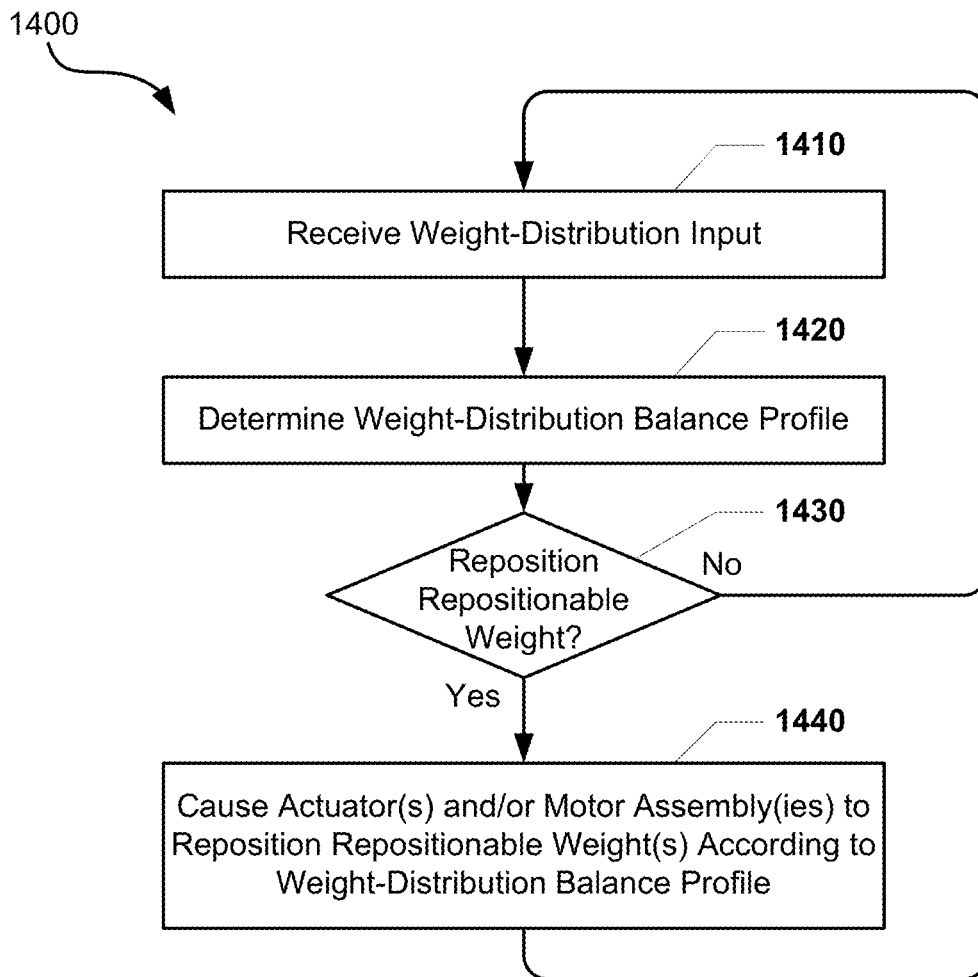 1400
1410
Receive Weight-Distribution Input
1420
Determine Weight-Distribution Balance Profile
1430
Reposition
Repositionable
Weight?
No
Yes
1440
Cause Actuator(s) and/or Motor Assembly(ies) to
Reposition Repositionable Weight(s) According to
Weight-Distribution Balance Profile